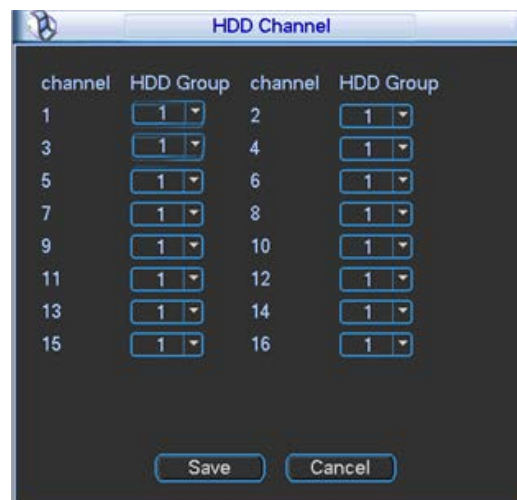 HDD Channel
channel HDD Group channel HDD Group
1 1 2 1
3 1 4 1
5 1 6 1
7 1 8 1
9 1 10 1
11 1 12 1
13 1 14 1
15 1 16 1
Save Cancel